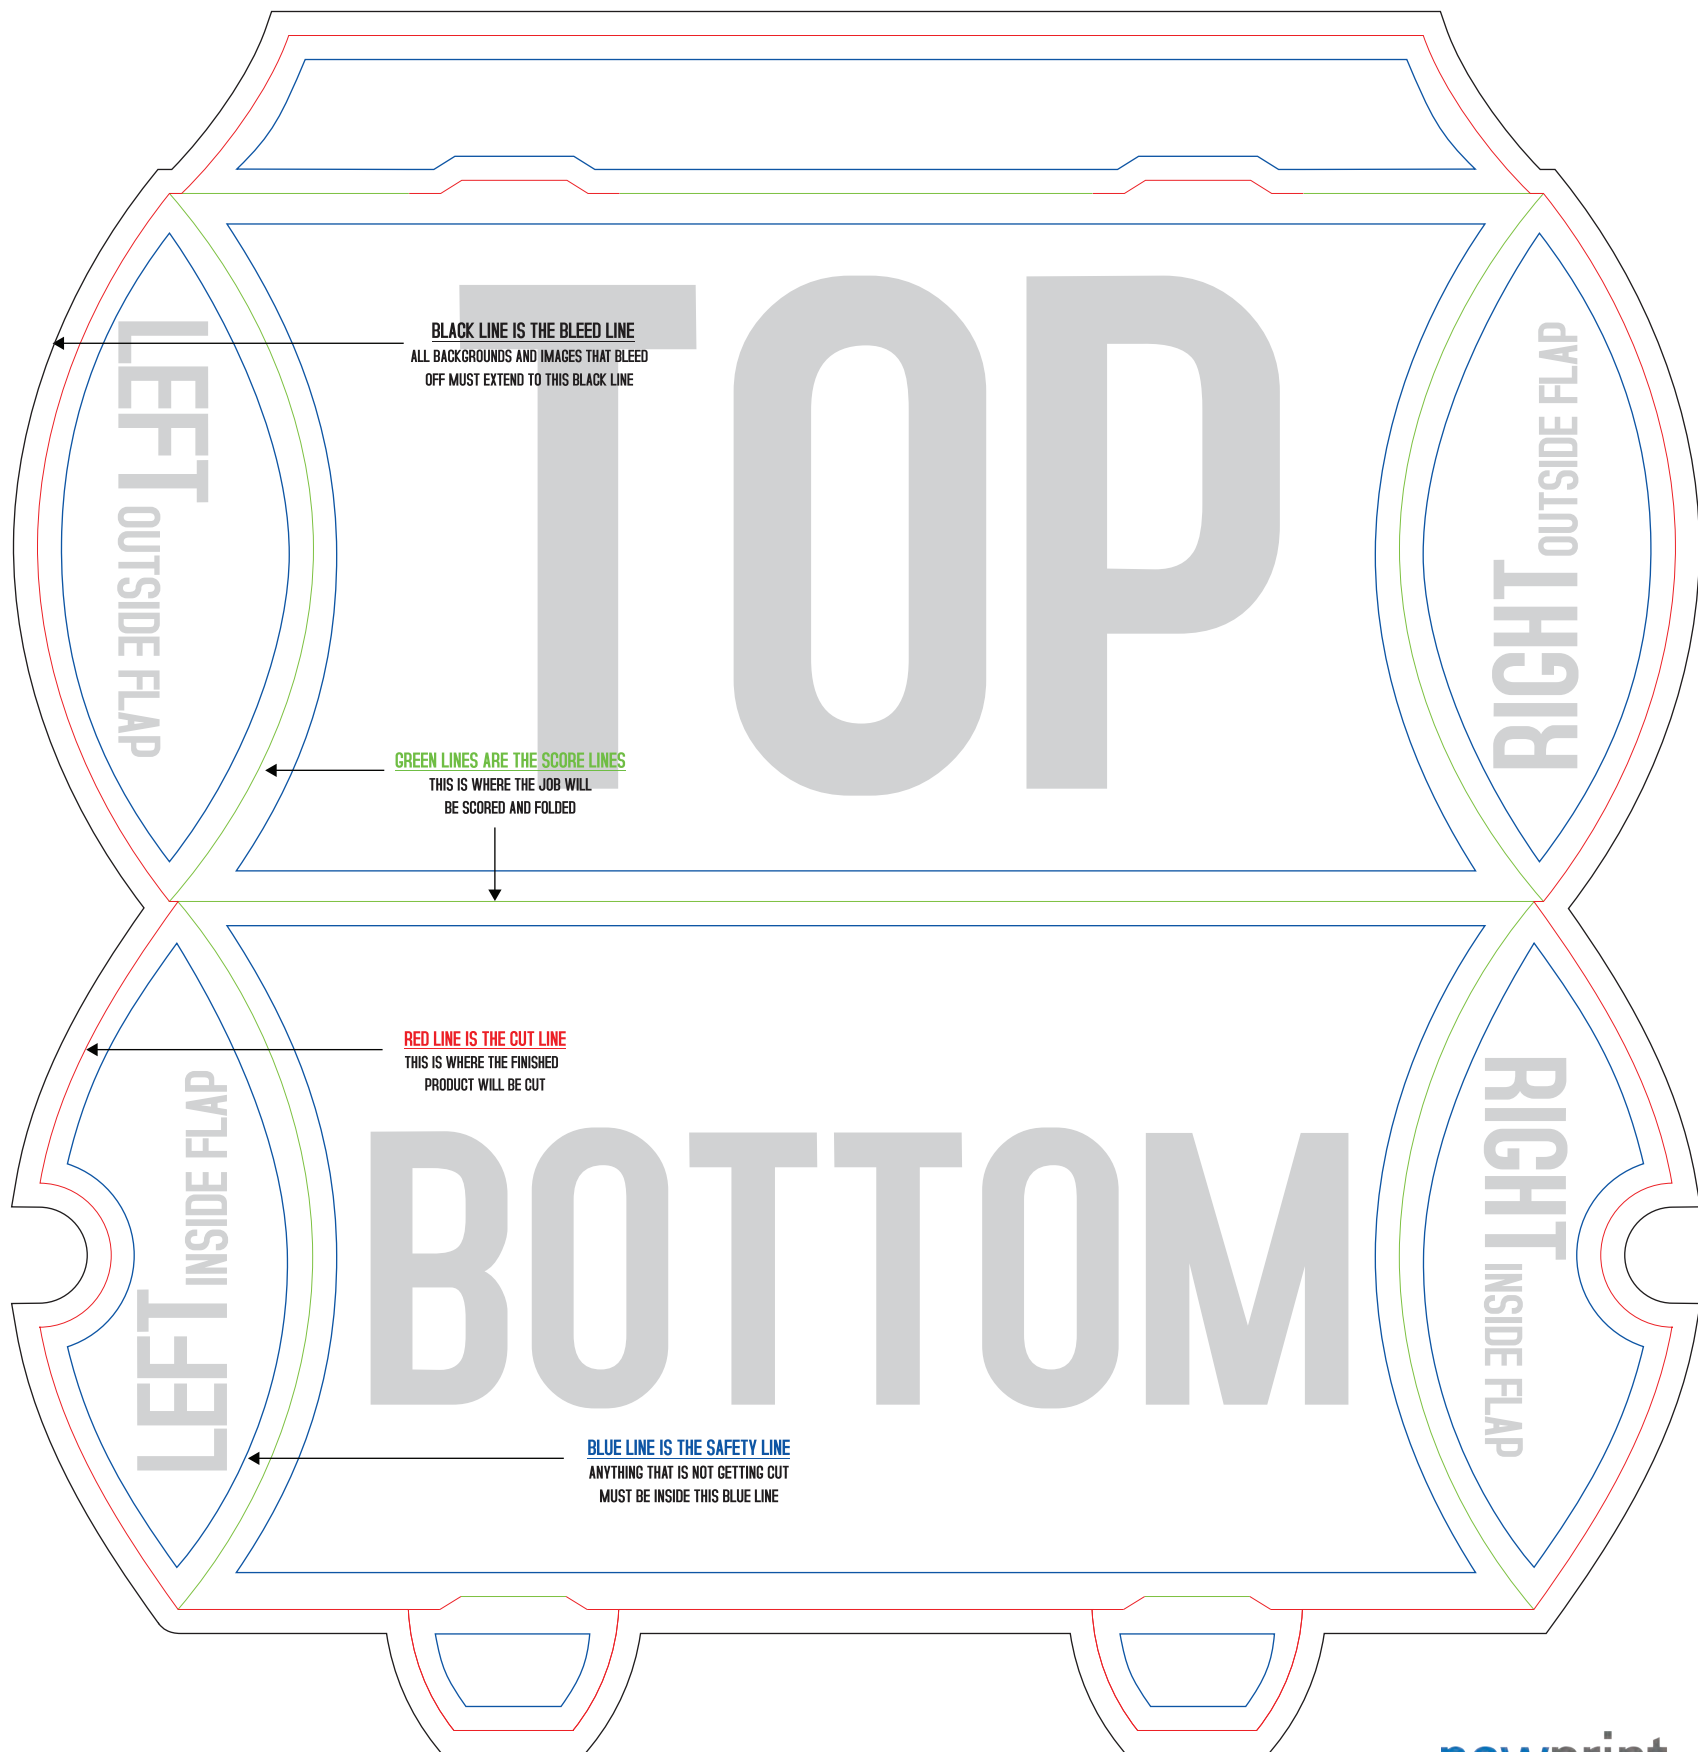 TOP
BLACK LINE IS THE BLEED LINE
ALL BACKGROUNDS AND IMAGES THAT BLEED
OFF MUST EXTEND TO THIS BLACK LINE
LEFT OUTSIDE FLAP
RIGHT OUTSIDE FLAP
GREEN LINES ARE THE SCORE LINES
THIS IS WHERE THE JOB WILL
BE SCORED AND FOLDED
RED LINE IS THE CUT LINE
THIS IS WHERE THE FINISHED
PRODUCT WILL BE CUT
LEFT INSIDE FLAP
BOTTOM
RIGHT INSIDE FLAP
BLUE LINE IS THE SAFETY LINE
ANYTHING THAT IS NOT GETTING CUT
MUST BE INSIDE THIS BLUE LINE